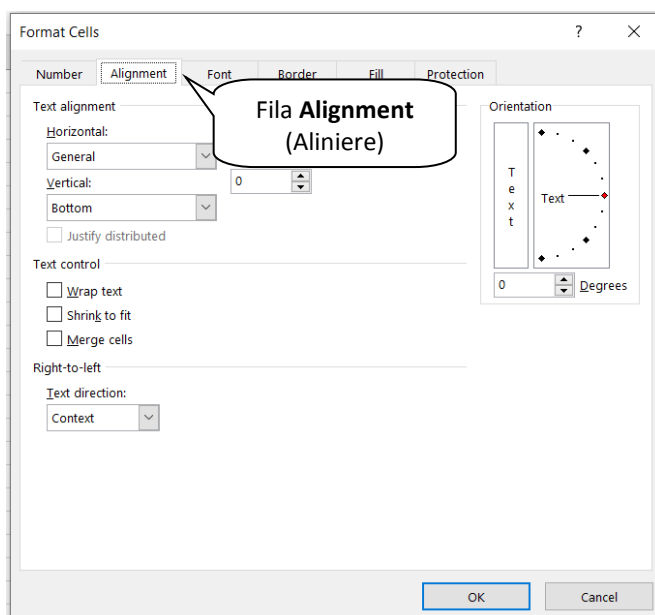 Format Cells ? ×
Number Alignment Font Border Fill Protection
Fila Alignment
(Aliniere)
Text alignment
Horizontal:
General
Vertical:
0
Bottom
Justify distributed
Text control
Wrap text
Shrink to fit
Merge cells
Right-to-left
Text direction:
Context
Orientation
Text
Text
0 Degrees
OK Cancel